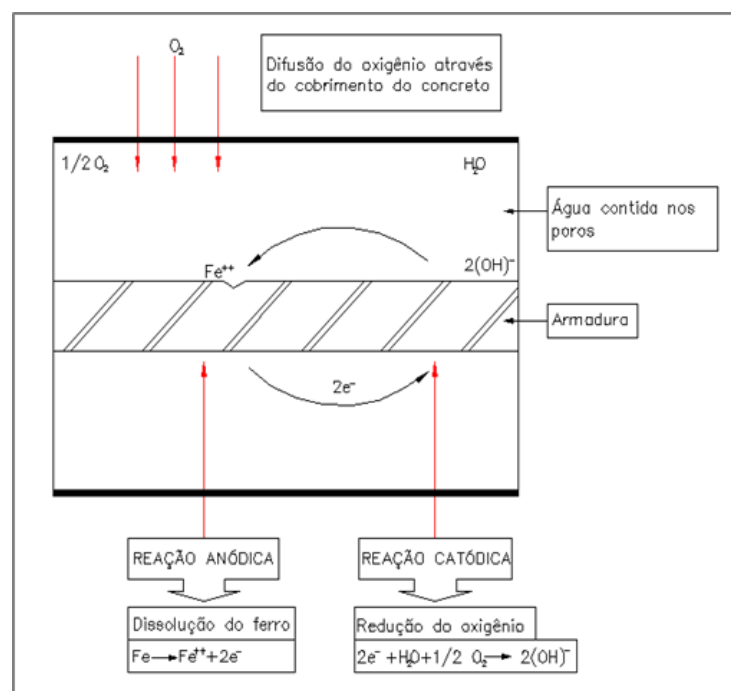 O₂
Difusão do oxigênio através
do cobrimento do concreto
1/2 O₂
H₂O
Água contida nos
poros
Fe⁺⁺
2(OH)⁻
Armadura
2e⁻
REAÇÃO ANÓDICA
REAÇÃO CATÓDICA
Dissolução do ferro
Fe→Fe⁺⁺+2e⁻
Redução do oxigênio
2e⁻+H₂O+1/2 O₂→ 2(OH)⁻